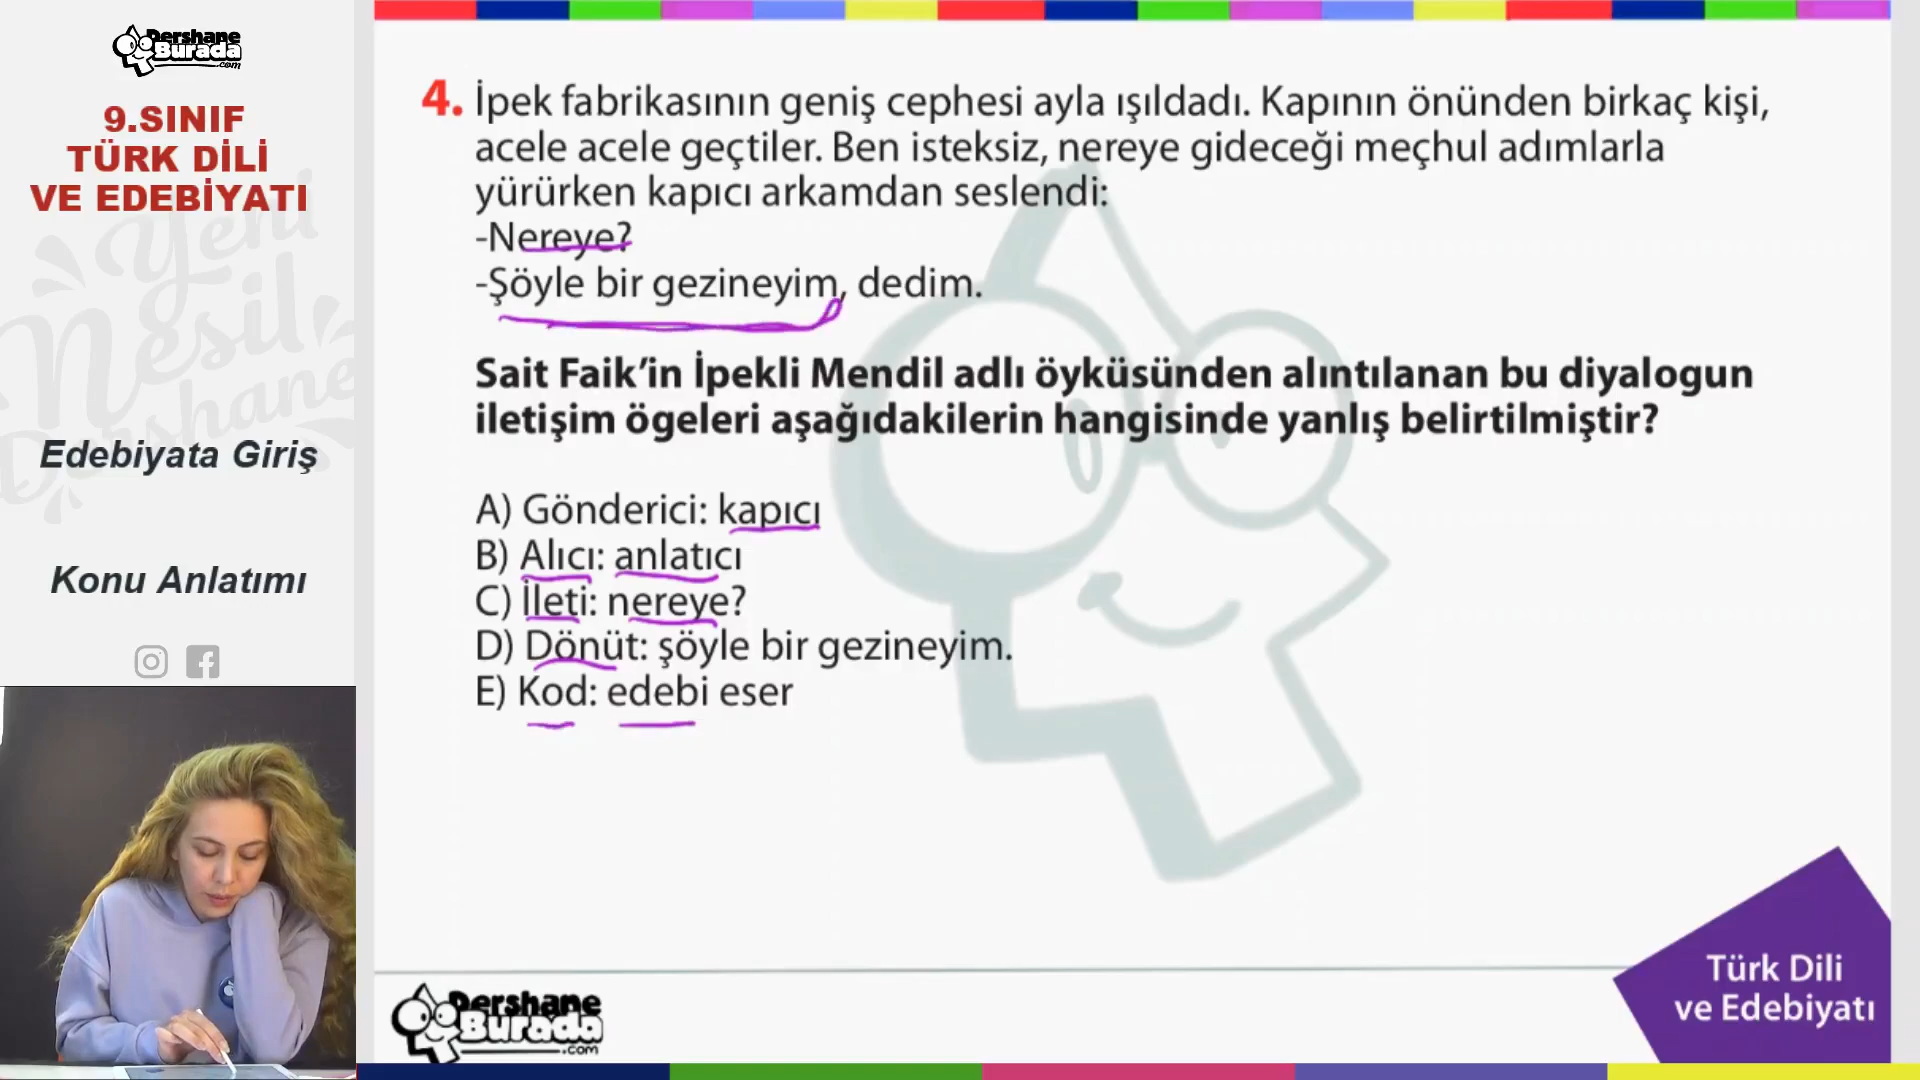 Dershane
Burada
.com
9.SINIF
TÜRK DİLİ
VE EDEBİYATI
Yeni
Nesil
Dershane
Edebiyata Giriş
Konu Anlatımı
4. İpek fabrikasının geniş cephesi ayla ışıldadı. Kapının önünden birkaç kişi,
acele acele geçtiler. Ben isteksiz, nereye gideceği meçhul adımlarla
yürürken kapıcı arkamdan seslendi:
-Nereye?
-Şöyle bir gezineyim, dedim.
Sait Faik’in İpekli Mendil adlı öyküsünden alıntılanan bu diyalogun
iletişim ögeleri aşağıdakilerin hangisinde yanlış belirtilmiştir?
A) Gönderici: kapıcı
B) Alıcı: anlatıcı
C) İleti: nereye?
D) Dönüt: şöyle bir gezineyim.
E) Kod: edebi eser
Dershane
Burada
.com
Türk Dili
ve Edebiyatı